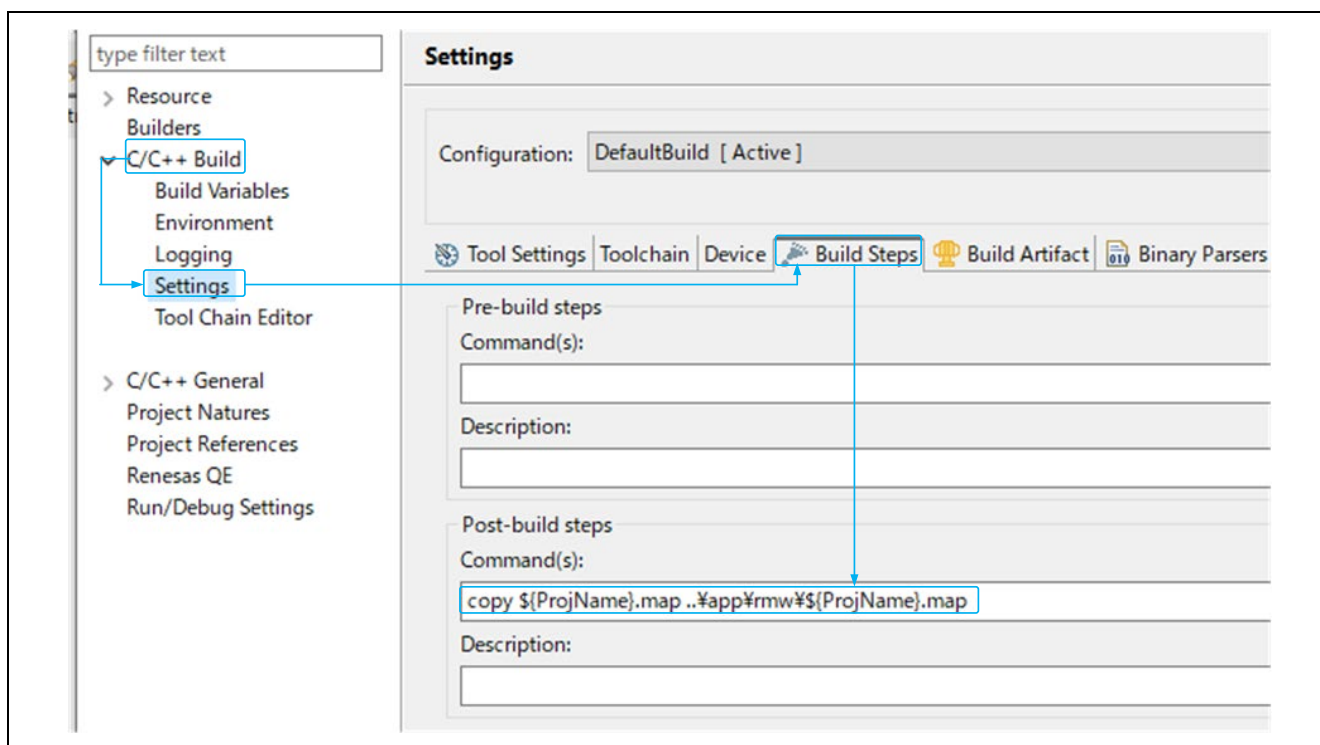 type filter text
Resource
Builders
C/C++ Build
Build Variables
Environment
Logging
Settings
Tool Chain Editor
C/C++ General
Project Natures
Project References
Renesas QE
Run/Debug Settings
Settings
Configuration: DefaultBuild [ Active ]
Tool Settings Toolchain Device Build Steps Build Artifact Binary Parsers
Pre-build steps
Command(s):
Description:
Post-build steps
Command(s):
copy ${ProjName}.map ..¥app¥rmw¥${ProjName}.map
Description: